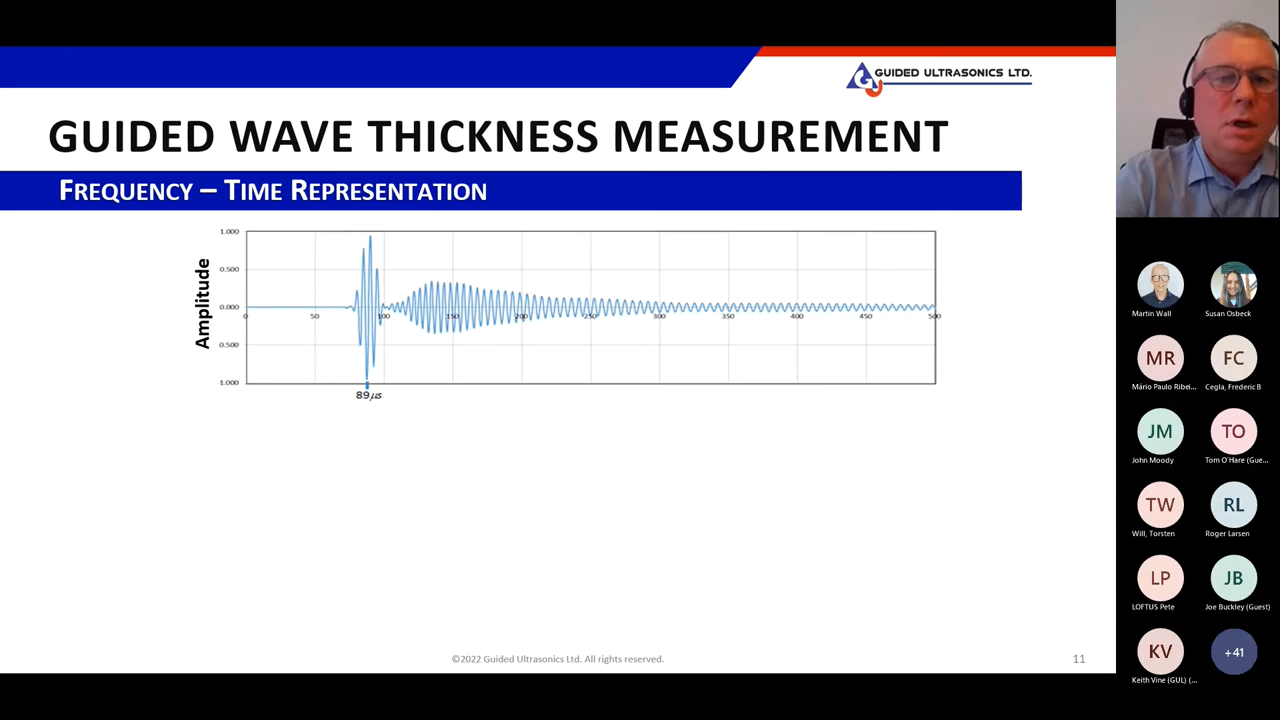 GUIDED ULTRASONICS LTD.
GUIDED WAVE THICKNESS MEASUREMENT
FREQUENCY – TIME REPRESENTATION
Amplitude
1.000
0.500
0.000
0.500
1.000
0 50 100 150 200 250 300 350 400 450 500
89 μs
©2022 Guided Ultrasonics Ltd. All rights reserved.
11
Martin Wall
Susan Osbeck
MR
FC
Mário Paulo Ribei...
Cegla, Frederic B
JM
TO
John Moody
Tom O'Hare (Gue...
TW
RL
Will, Torsten
Roger Larsen
LP
JB
LOFTUS Pete
Joe Buckley (Guest)
KV
+41
Keith Vine (GUL) (...